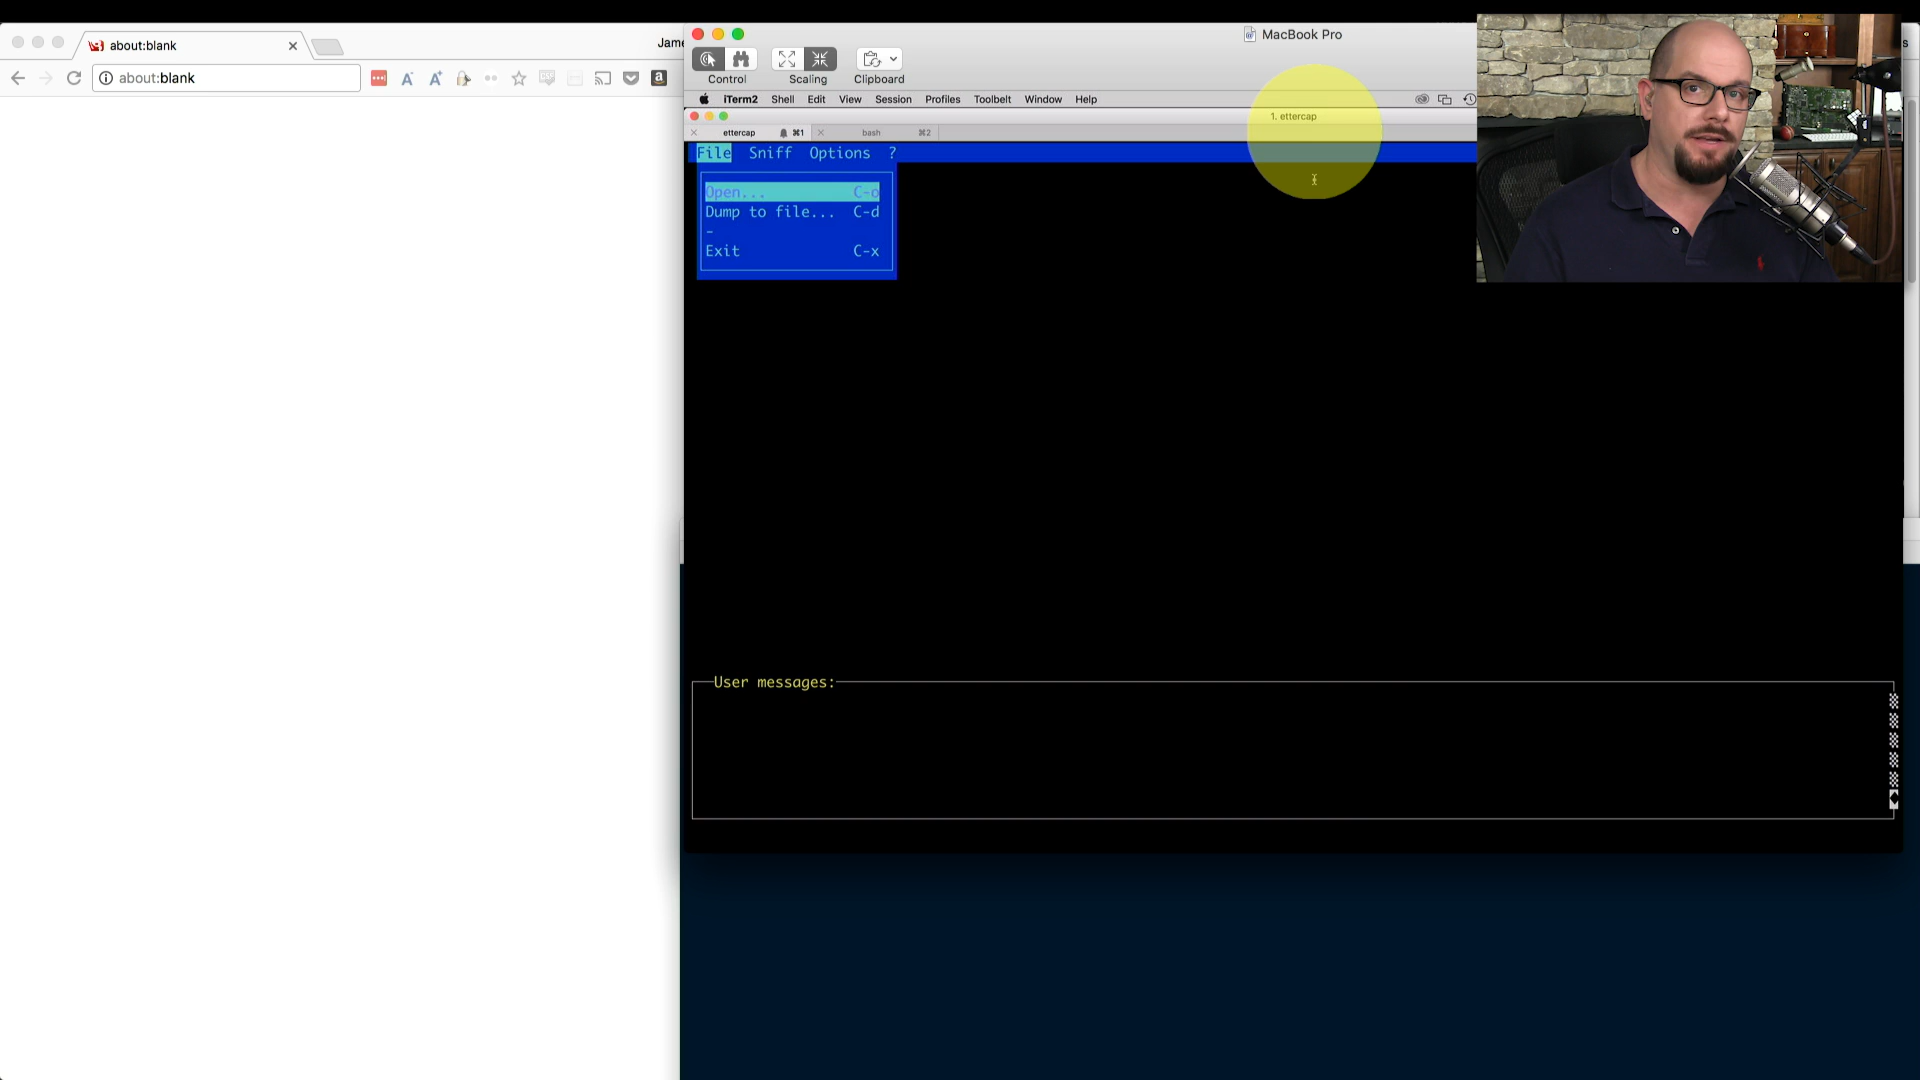 about:blank
Jame
about:blank
MacBook Pro
Control
Scaling
Clipboard
iTerm2 Shell Edit View Session Profiles Toolbelt Window Help
1. ettercap
ettercap ⌘1
bash ⌘2
File Sniff Options ?
Open... C-o
Dump to file... C-d
-
Exit C-x
User messages: